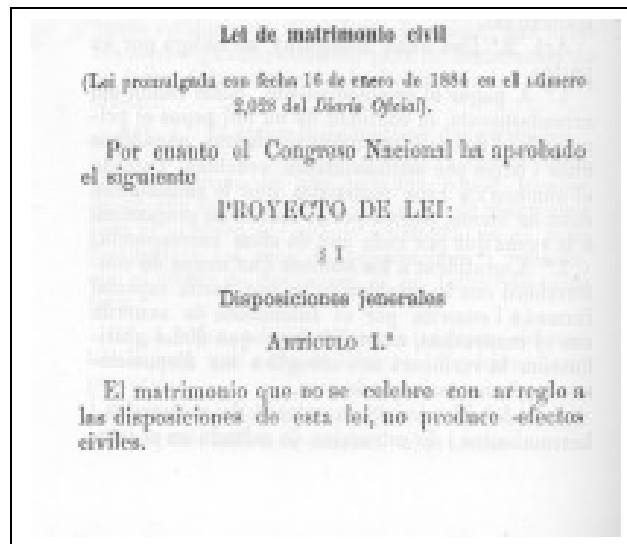 Lei de matrimonio civil
(Lei promulgada con fecha 16 de enero de 1884 en el número
2,028 del Diario Oficial).
Por cuanto el Congreso Nacional ha aprobado
el siguiente
PROYECTO DE LEI:
§ I
Disposiciones jenerales
ARTÍCULO 1.º
El matrimonio que no se celebre con arreglo a
las disposiciones de esta lei, no produce efectos
civiles.